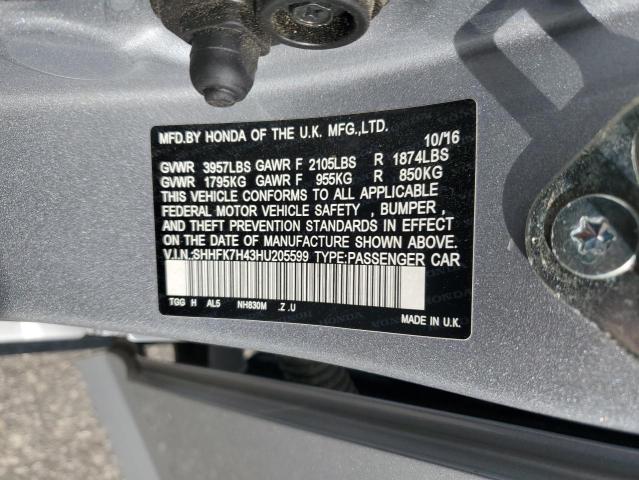 MFD.BY HONDA OF THE U.K. MFG.,LTD.
10/16
GVWR 3957LBS GAWR F 2105LBS R 1874LBS
GVWR 1795KG GAWR F 955KG R 850KG
THIS VEHICLE CONFORMS TO ALL APPLICABLE
FEDERAL MOTOR VEHICLE SAFETY , BUMPER ,
AND THEFT PREVENTION STANDARDS IN EFFECT
ON THE DATE OF MANUFACTURE SHOWN ABOVE.
V.I.N:SHHFK7H43HU205599 TYPE:PASSENGER CAR
TGG H AL5 NH830M .Z .U
MADE IN U.K.